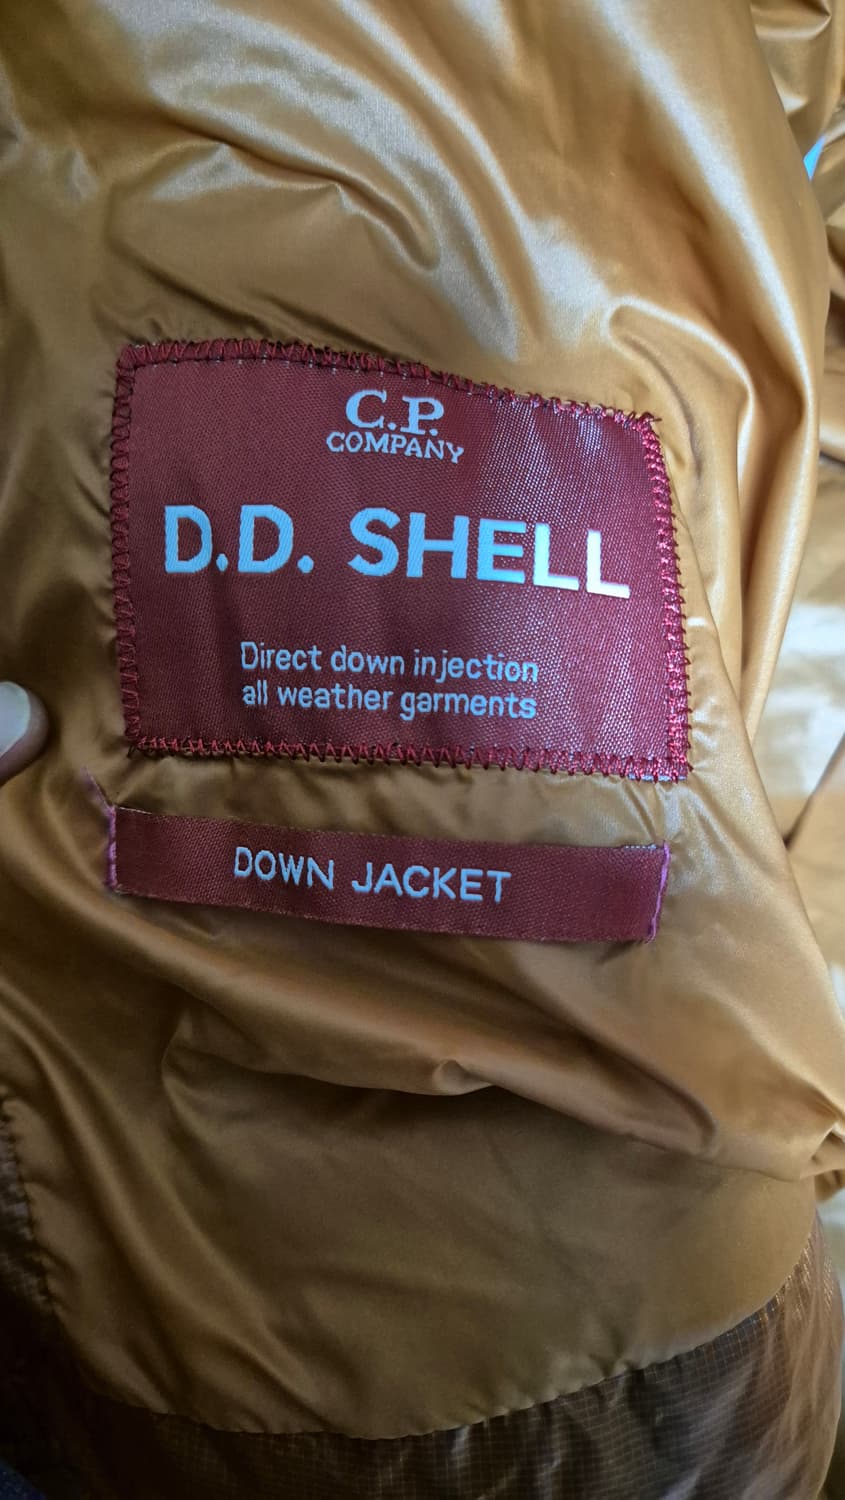 C.P.
COMPANY
D.D. SHELL
Direct down injection
all weather garments
DOWN JACKET